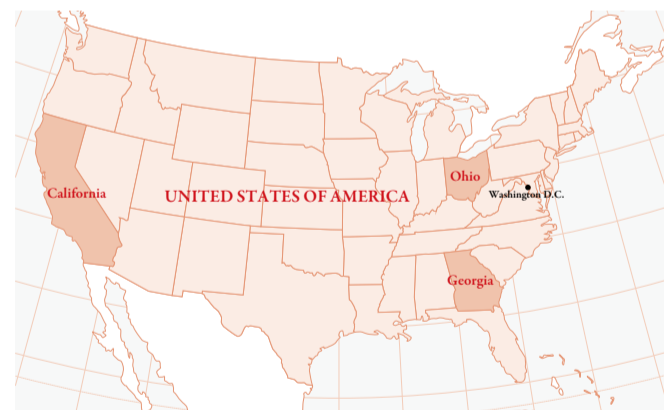 Ohio
California
UNITED STATES OF AMERICA
Washington D.C.
Georgia